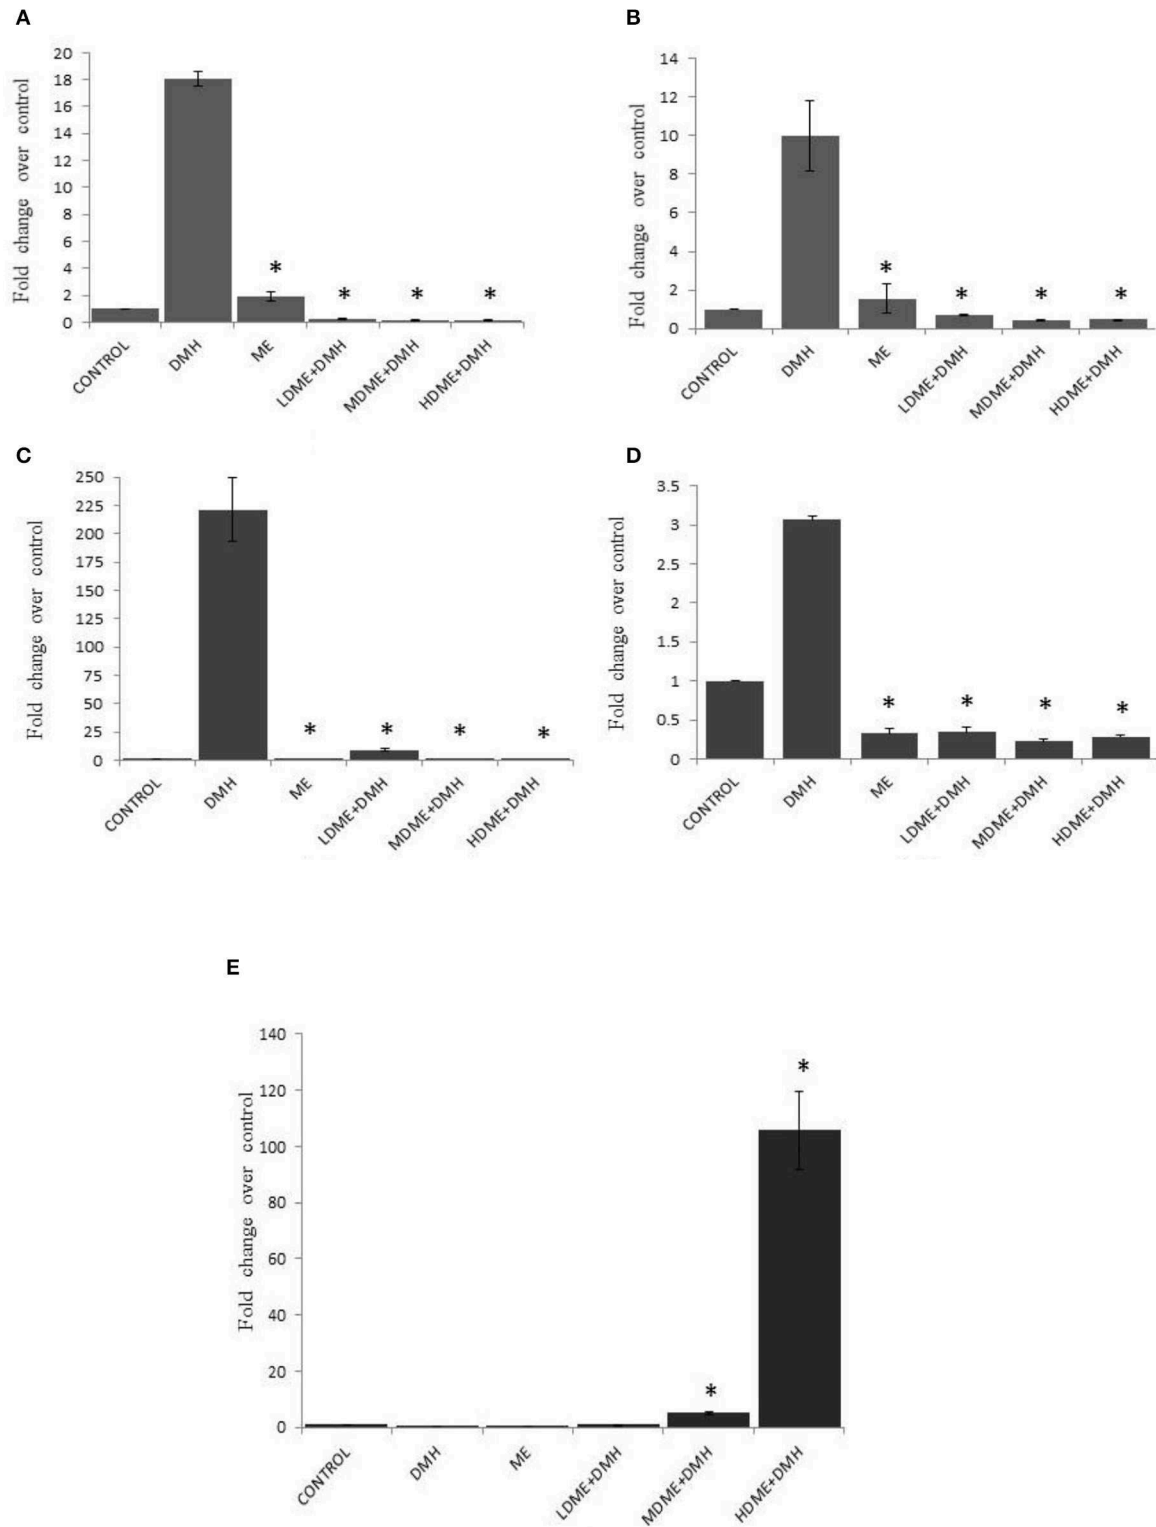 A
Fold change over control
20
18
16
14
12
10
8
6
4
2
0
*
*
*
*
CONTROL
DMH
ME
LDME+DMH
MDME+DMH
HDME+DMH
B
Fold change over control
14
12
10
8
6
4
2
0
*
*
*
*
CONTROL
DMH
ME
LDME+DMH
MDME+DMH
HDME+DMH
C
Fold change over control
250
225
200
175
150
125
100
75
50
25
0
*
*
*
*
CONTROL
DMH
ME
LDME+DMH
MDME+DMH
HDME+DMH
D
Fold change over control
3.5
3
2.5
2
1.5
1
0.5
0
*
*
*
*
CONTROL
DMH
ME
LDME+DMH
MDME+DMH
HDME+DMH
E
Fold change over control
140
120
100
80
60
40
20
0
*
*
CONTROL
DMH
ME
LDME+DMH
MDME+DMH
HDME+DMH